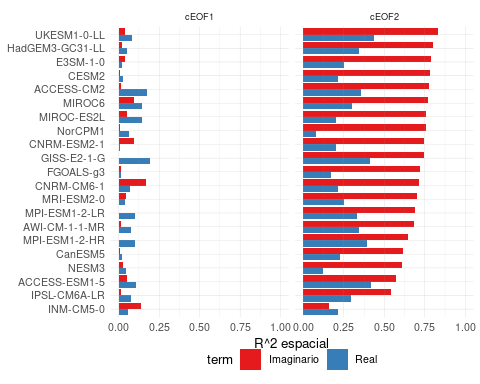 cEOF1 cEOF2
UKESM1-0-LL
HadGEM3-GC31-LL
E3SM-1-0
CESM2
ACCESS-CM2
MIROC6
MIROC-ES2L
NorCPM1
CNRM-ESM2-1
GISS-E2-1-G
FGOALS-g3
CNRM-CM6-1
MRI-ESM2-0
MPI-ESM1-2-LR
AWI-CM-1-1-MR
MPI-ESM1-2-HR
CanESM5
NESM3
ACCESS-ESM1-5
IPSL-CM6A-LR
INM-CM5-0
0.00 0.25 0.50 0.75 1.00 0.00 0.25 0.50 0.75 1.00
R^2 espacial
term Imaginario Real